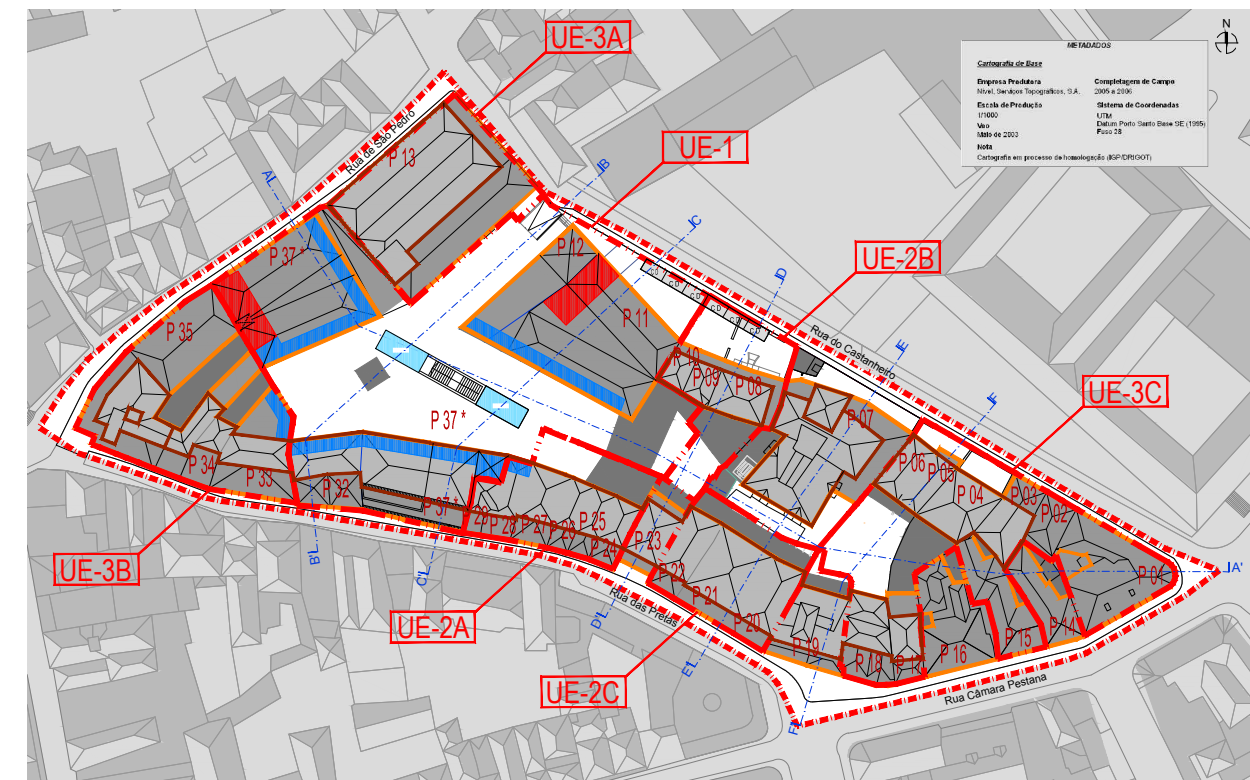 UE-3A
N
METADADOS
Cartografia de Base
Empresa Produtora
Nível, Serviços Topográficos, S.A.
Completagem de Campo
2005 a 2006
Escala de Produção
1/1000
Sistema de Coordenadas
UTM
Datum Porto Santo Base SE (1995)
Fuso 28
Voo
Maio de 2003
Nota
Cartografia em processo de homologação (IGP/DRIGOT)
Rua de São Pedro
P 13
UE-1
A
B
C
P 12
P 37 *
UE-2B
D
P 11
P 35
Rua do Castanheiro
E
P 10
P 09
P 08
UE-3C
F
P 37 *
P 07
P 06
P 05
P 04
P 03
P 02
P 34
P 33
P 32
P 37 *
29
P 28
P 27
P 26
P 25
P 24
P 23
P 22
P 21
P 20
P 19
P 18
P 17
P 16
P 15
P 14
P 01
A'
B'
C'
D'
E'
F'
UE-3B
UE-2A
Rua das Pretas
UE-2C
Rua Câmara Pestana